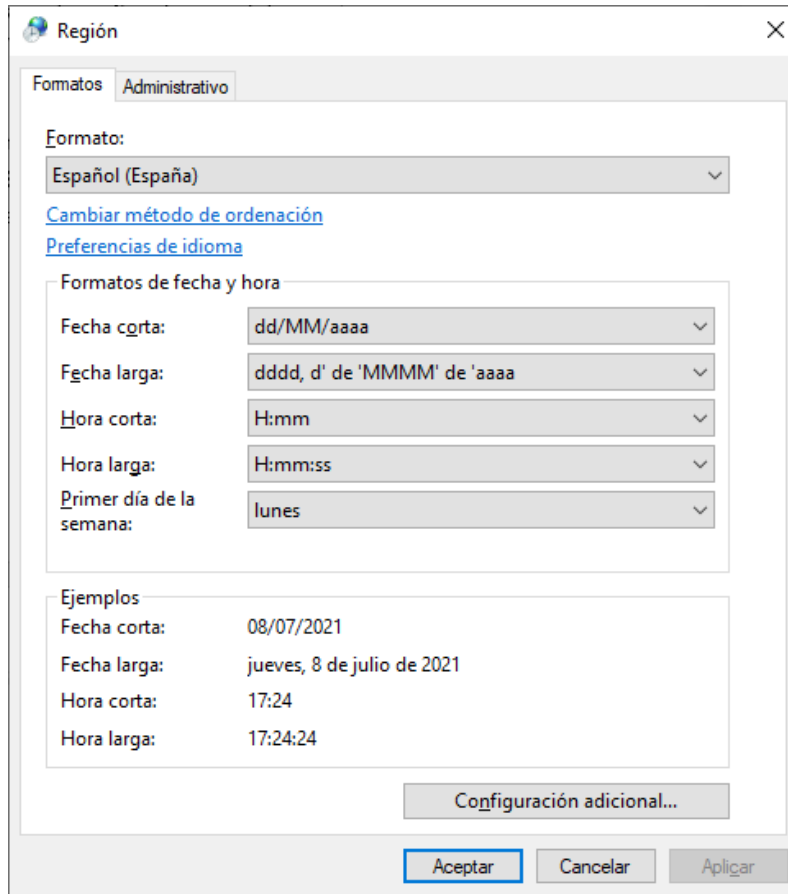 Región
Formatos
Administrativo
Formato:
Español (España)
Cambiar método de ordenación
Preferencias de idioma
Formatos de fecha y hora
Fecha corta: dd/MM/aaaa
Fecha larga: dddd, d' de 'MMMM' de 'aaaa
Hora corta: H:mm
Hora larga: H:mm:ss
Primer día de la
semana: lunes
Ejemplos
Fecha corta: 08/07/2021
Fecha larga: jueves, 8 de julio de 2021
Hora corta: 17:24
Hora larga: 17:24:24
Configuración adicional...
Aceptar Cancelar Aplicar